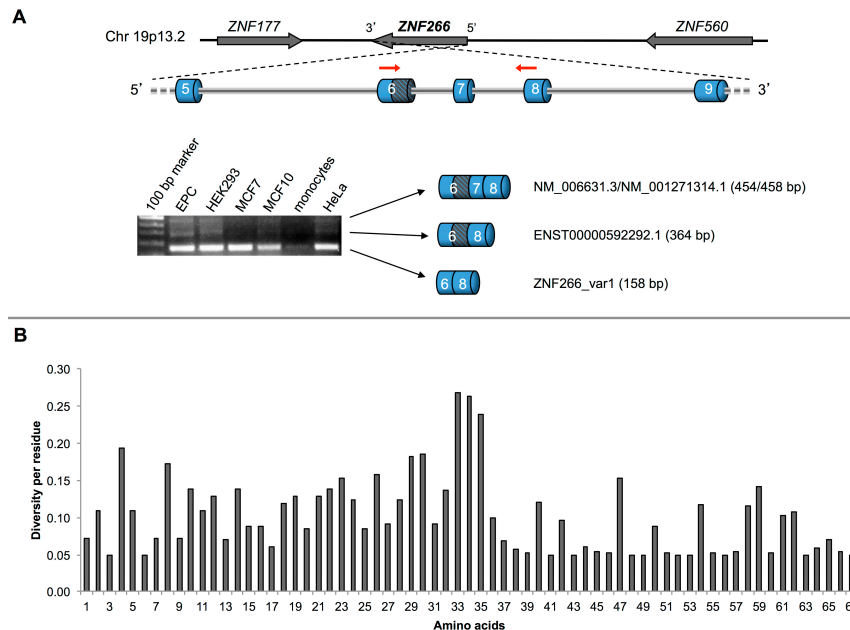 A
ZNF177 3’ ZNF266 5’ ZNF560
Chr 19p13.2
5’ 5 6 7 8 9 3’
100 bp marker
EPC
HEK293
MCF7
MCF10
monocytes
HeLa
6 7 8 NM_006631.3/NM_001271314.1 (454/458 bp)
6 8 ENST00000592292.1 (364 bp)
6 8 ZNF266_var1 (158 bp)
B
Diversity per residue
0.30
0.25
0.20
0.15
0.10
0.05
0.00
1 3 5 7 9 11 13 15 17 19 21 23 25 27 29 31 33 35 37 39 41 43 45 47 49 51 53 55 57 59 61 63 65
Amino acids